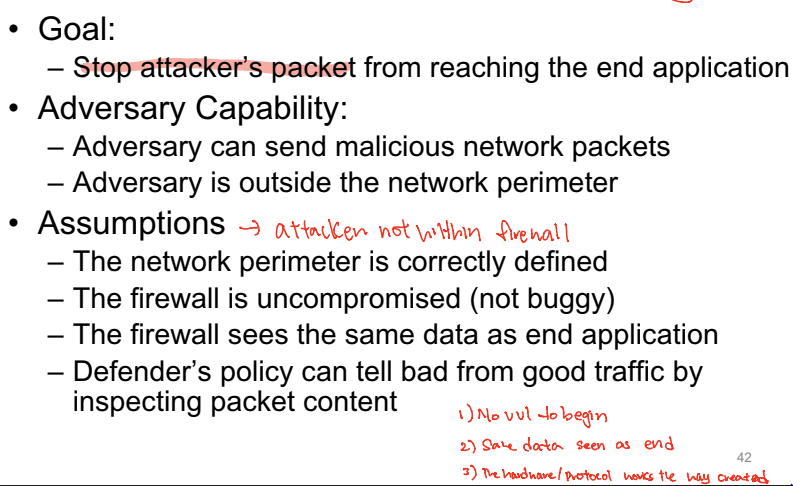 • Goal:
– Stop attacker's packet from reaching the end application
• Adversary Capability:
– Adversary can send malicious network packets
– Adversary is outside the network perimeter
• Assumptions → attacker not within firewall
– The network perimeter is correctly defined
– The firewall is uncompromised (not buggy)
– The firewall sees the same data as end application
– Defender's policy can tell bad from good traffic by
inspecting packet content
1) No vul to begin
2) Same data seen as end
42
3) The hardware/Protocol works the way created